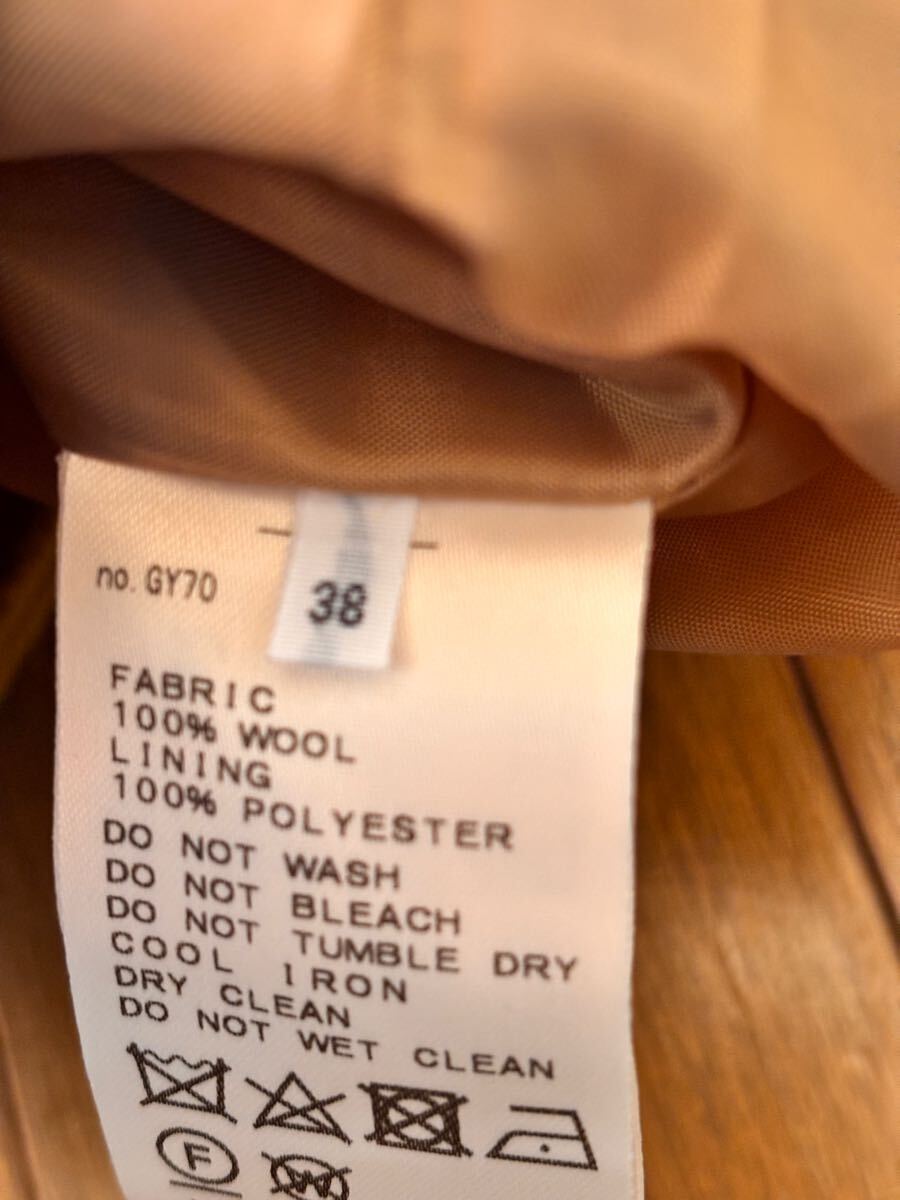 no. GY70
38
FABRIC
100% WOOL
LINING
100% POLYESTER
DO NOT WASH
DO NOT BLEACH
DO NOT TUMBLE DRY
COOL IRON
DRY CLEAN
DO NOT WET CLEAN
F W